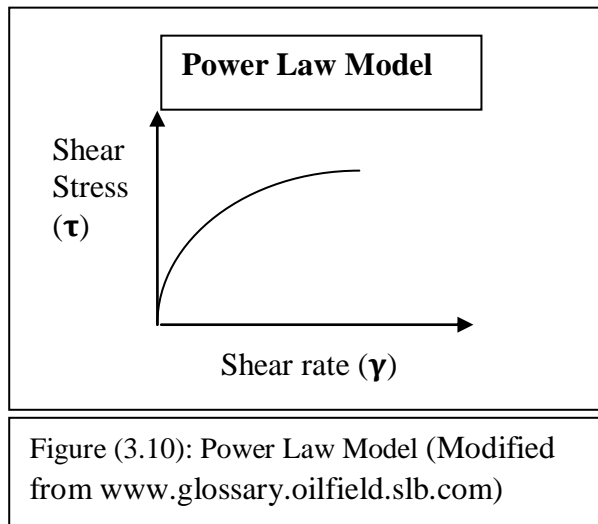 Power Law Model
Shear
Stress
(τ)
Shear rate (γ)
Figure (3.10): Power Law Model (Modified
from www.glossary.oilfield.slb.com)